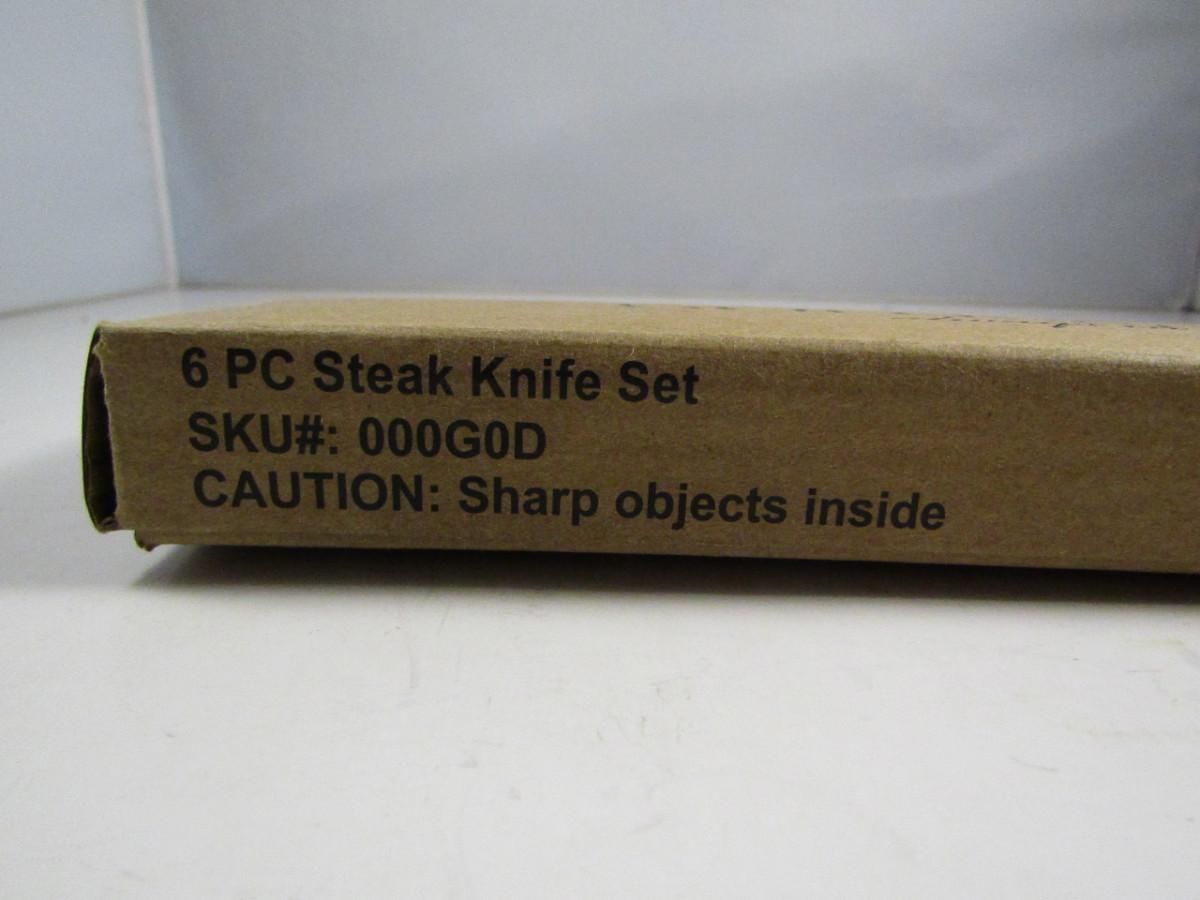 6 PC Steak Knife Set
SKU#: 000G0D
CAUTION: Sharp objects inside